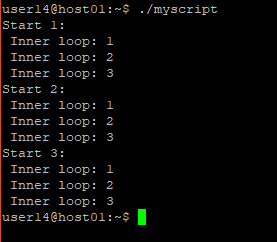 user14@host01:~$ ./myscript
Start 1:
 Inner loop: 1
 Inner loop: 2
 Inner loop: 3
Start 2:
 Inner loop: 1
 Inner loop: 2
 Inner loop: 3
Start 3:
 Inner loop: 1
 Inner loop: 2
 Inner loop: 3
user14@host01:~$